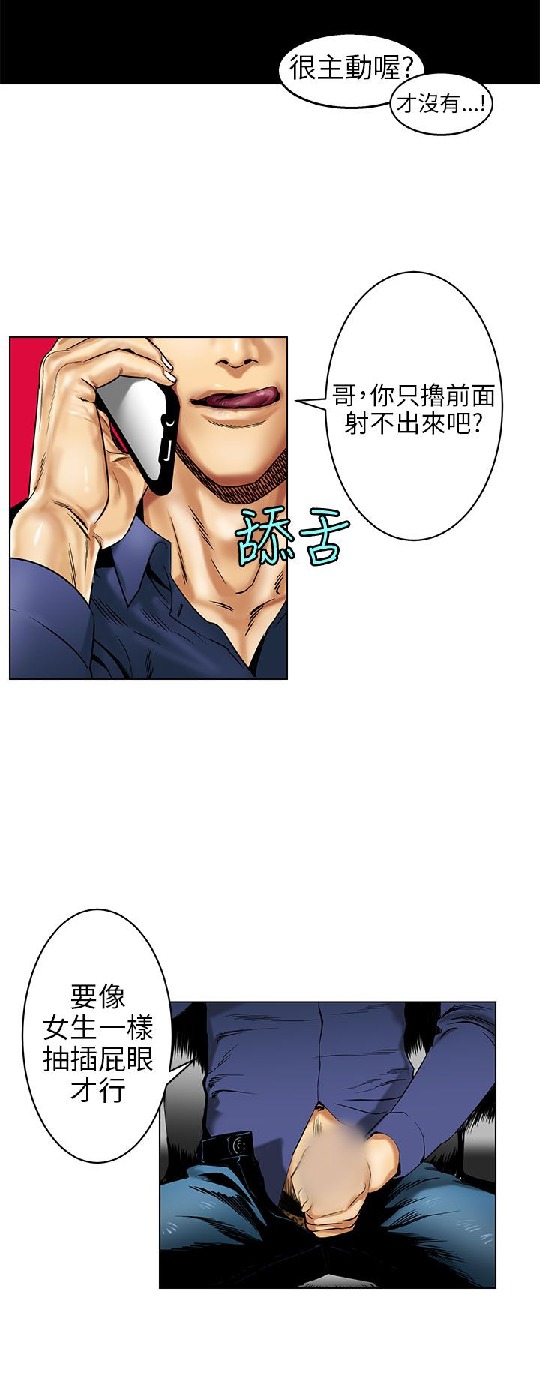 很主動喔?
才沒有...!
哥,你只擼前面
射不出來吧?
舔舌
要像
女生一樣
抽插屁眼
才行